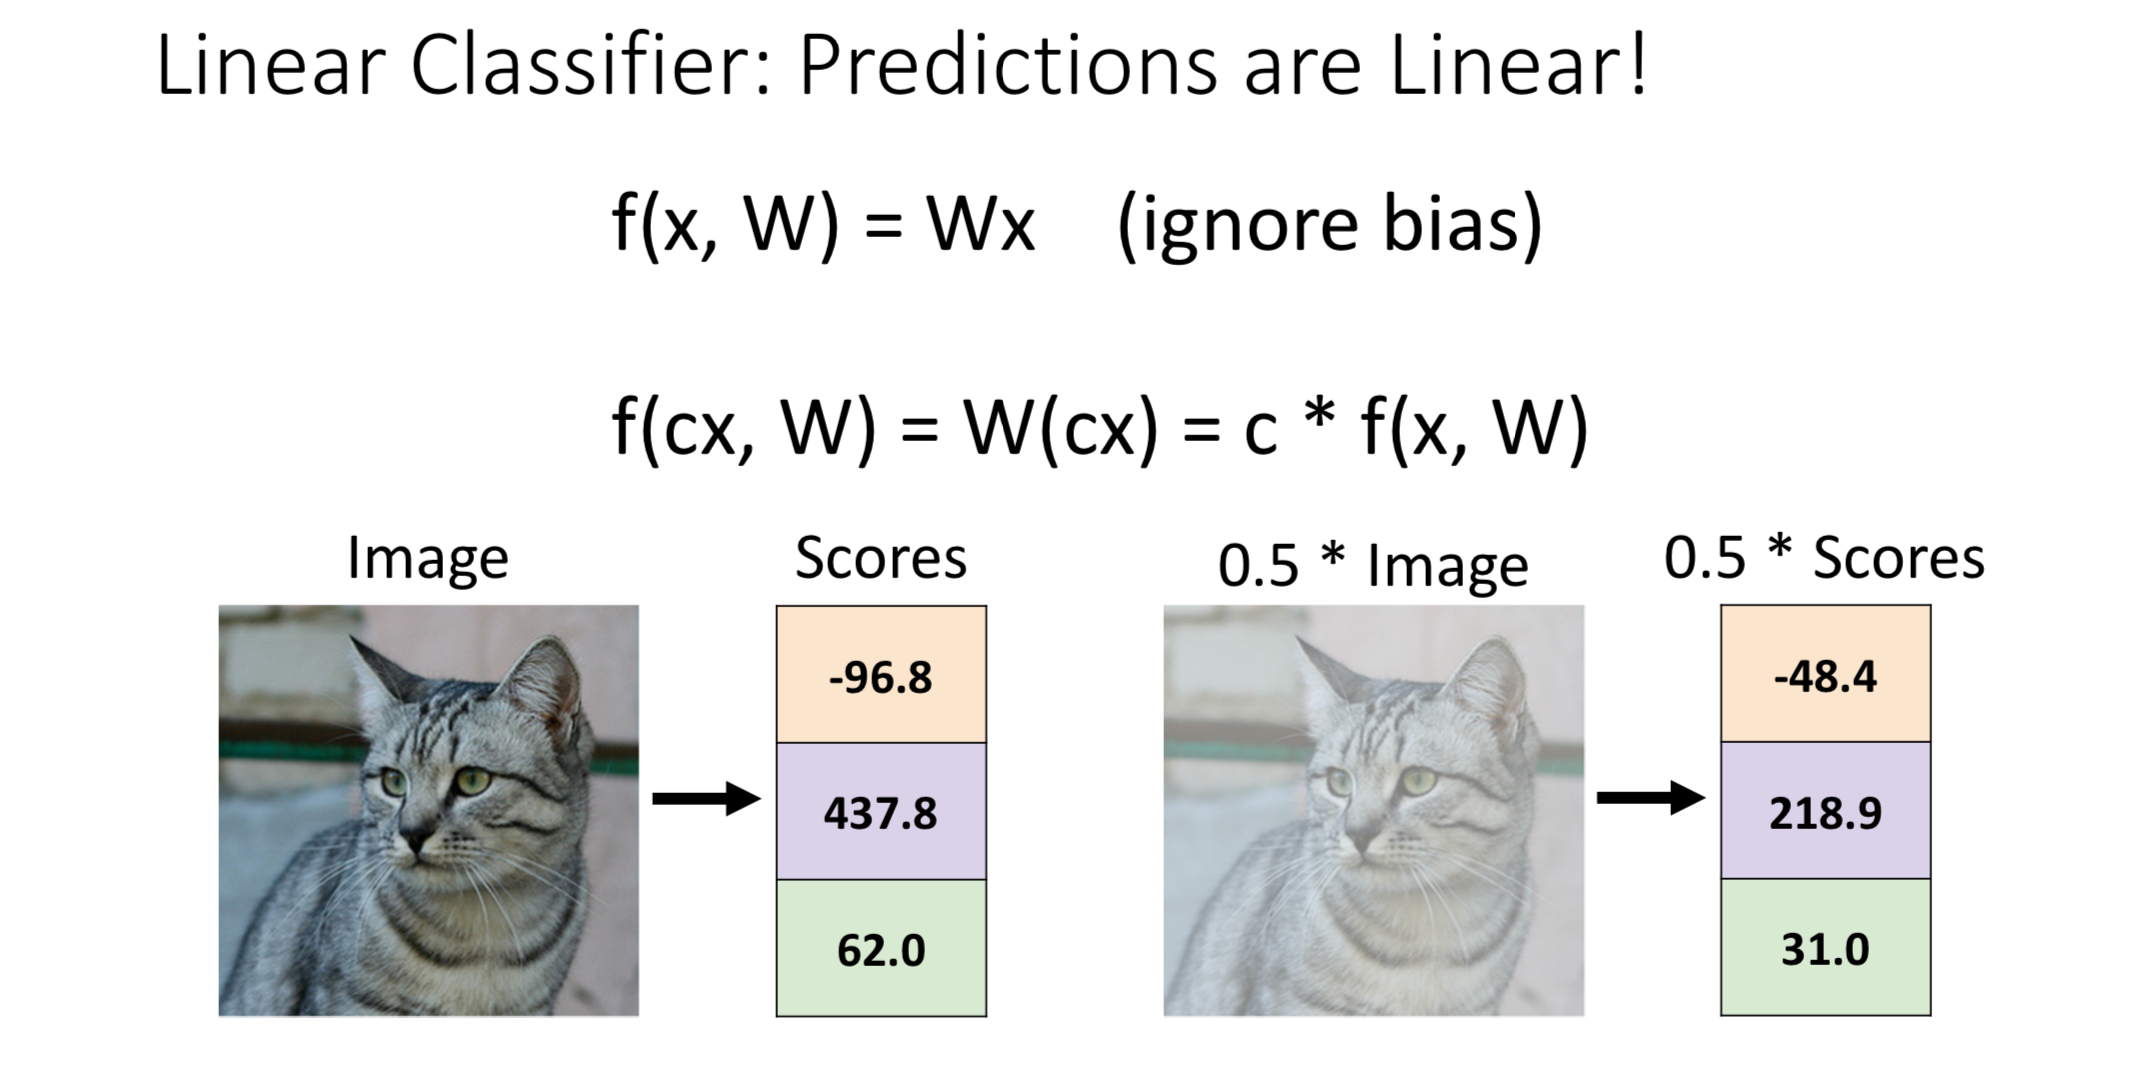 Linear Classifier: Predictions are Linear!
f(x, W) = Wx (ignore bias)
f(cx, W) = W(cx) = c * f(x, W)
Image
Scores
-96.8
437.8
62.0
0.5 * Image
0.5 * Scores
-48.4
218.9
31.0